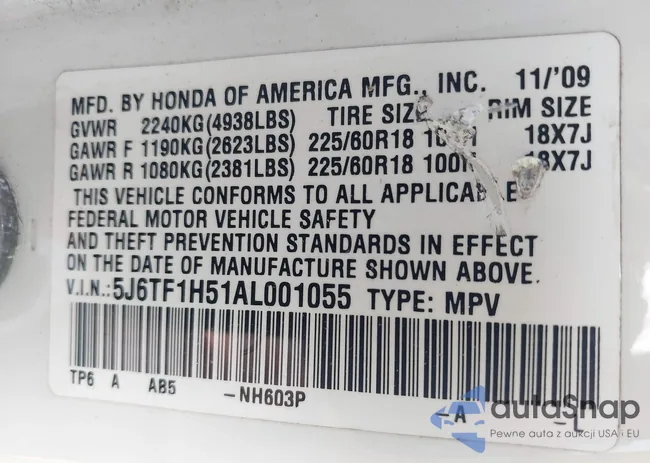 MFD. BY HONDA OF AMERICA MFG., INC. 11/'09
GVWR 2240KG(4938LBS) TIRE SIZE RIM SIZE
GAWR F 1190KG(2623LBS) 225/60R18 18X7J
GAWR R 1080KG(2381LBS) 225/60R18 100H 18X7J
THIS VEHICLE CONFORMS TO ALL APPLICABLE
FEDERAL MOTOR VEHICLE SAFETY
AND THEFT PREVENTION STANDARDS IN EFFECT
ON THE DATE OF MANUFACTURE SHOWN ABOVE.
V.I.N.:5J6TF1H51AL001055 TYPE: MPV
TP6 A AB5 -NH603P -A -L
autoSnap
Pewne auta z aukcji USA i EU